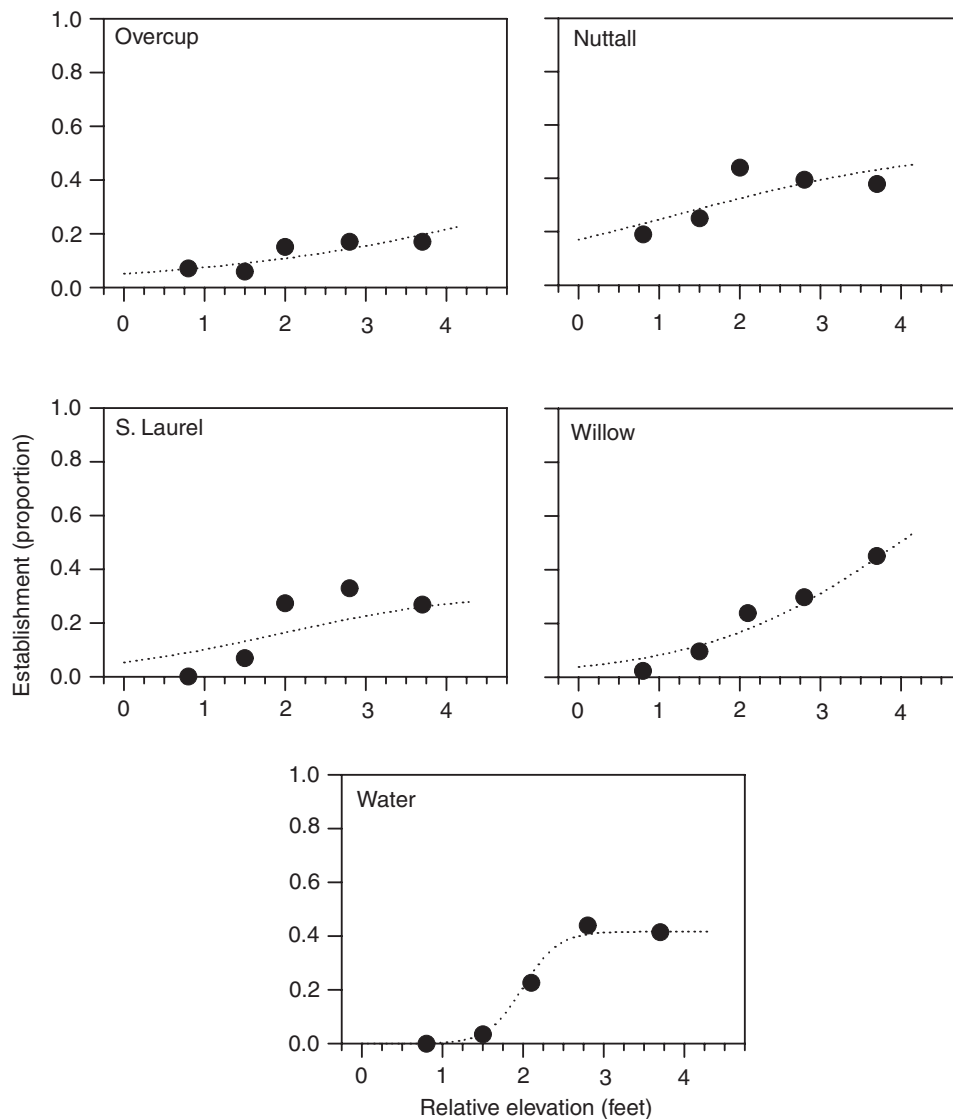 Overcup
1.0
0.8
0.6
0.4
0.2
0.0
0 1 2 3 4
Nuttall
0 1 2 3 4
S. Laurel
1.0
0.8
0.6
0.4
0.2
0.0
0 1 2 3 4
Establishment (proportion)
Willow
0 1 2 3 4
Water
1.0
0.8
0.6
0.4
0.2
0.0
0 1 2 3 4
Relative elevation (feet)